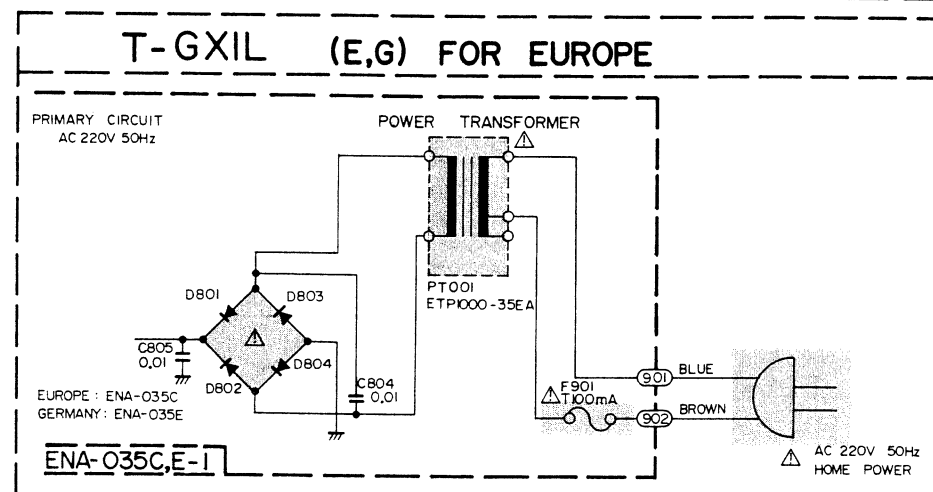 T-GXIL (E,G) FOR EUROPE
PRIMARY CIRCUIT
AC 220V 50Hz
POWER TRANSFORMER
PT001
ETP1000-35EA
D801
D803
C805
0.01
D802
D804
C804
0.01
EUROPE : ENA-035C
GERMANY : ENA-035E
F901
T100mA
901
BLUE
902
BROWN
AC 220V 50Hz
HOME POWER
ENA-035C,E-1